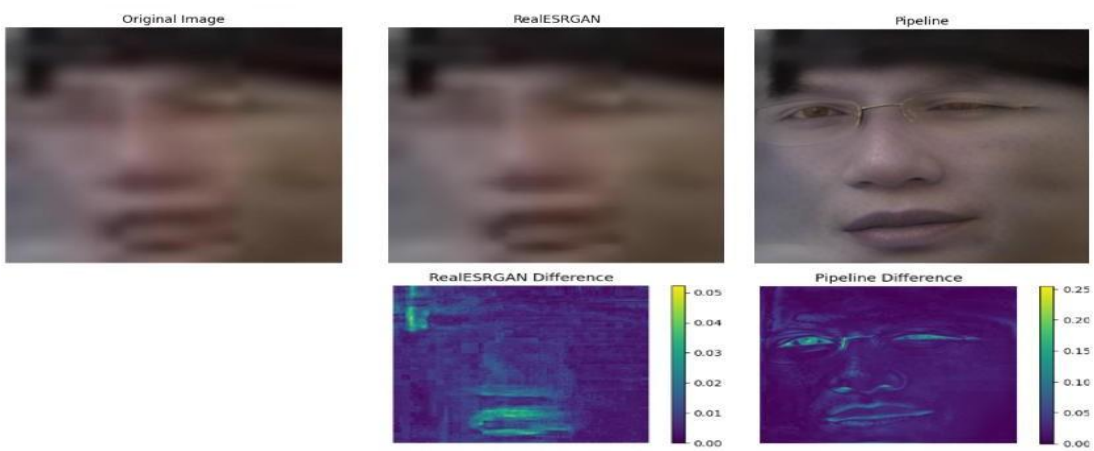 Original Image
RealESRGAN
Pipeline
RealESRGAN Difference
Pipeline Difference
0.05
0.04
0.03
0.02
0.01
0.00
0.25
0.20
0.15
0.10
0.05
0.00